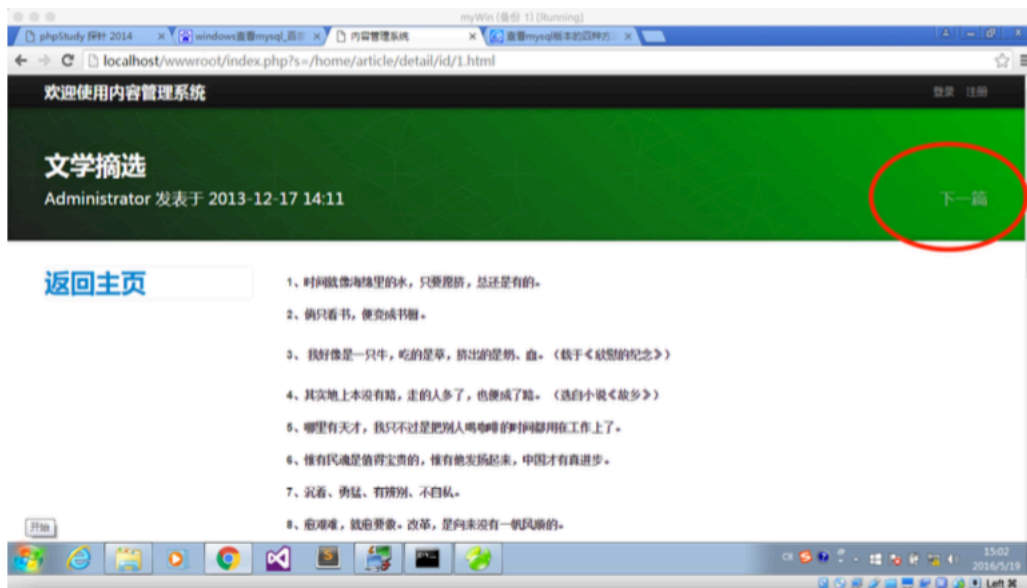 myWin (备份 1) [Running]
phpStudy 探针 2014
windows查看mysql_百
内容管理系统
查看mysql版本的四种方
localhost/wwwroot/index.php?s=/home/article/detail/id/1.html
欢迎使用内容管理系统
登录 注册
文学摘选
Administrator 发表于 2013-12-17 14:11
下一篇
返回主页
1、时间就像海绵里的水，只要愿挤，总还是有的。
2、倘只看书，便变成书橱。
3、 我好像是一只牛，吃的是草，挤出的是奶、血。（载于《欣慰的纪念》）
4、其实地上本没有路，走的人多了，也便成了路。（选自小说《故乡》）
5、哪里有天才，我只不过是把别人喝咖啡的时间都用在工作上了。
6、惟有民魂是值得宝贵的，惟有他发扬起来，中国才有真进步。
7、沉着、勇猛、有辨别、不自私。
8、愈艰难，就愈要做。改革，是向来没有一帆风顺的。
开始
CH
15:02
2016/5/19
Left ⌘